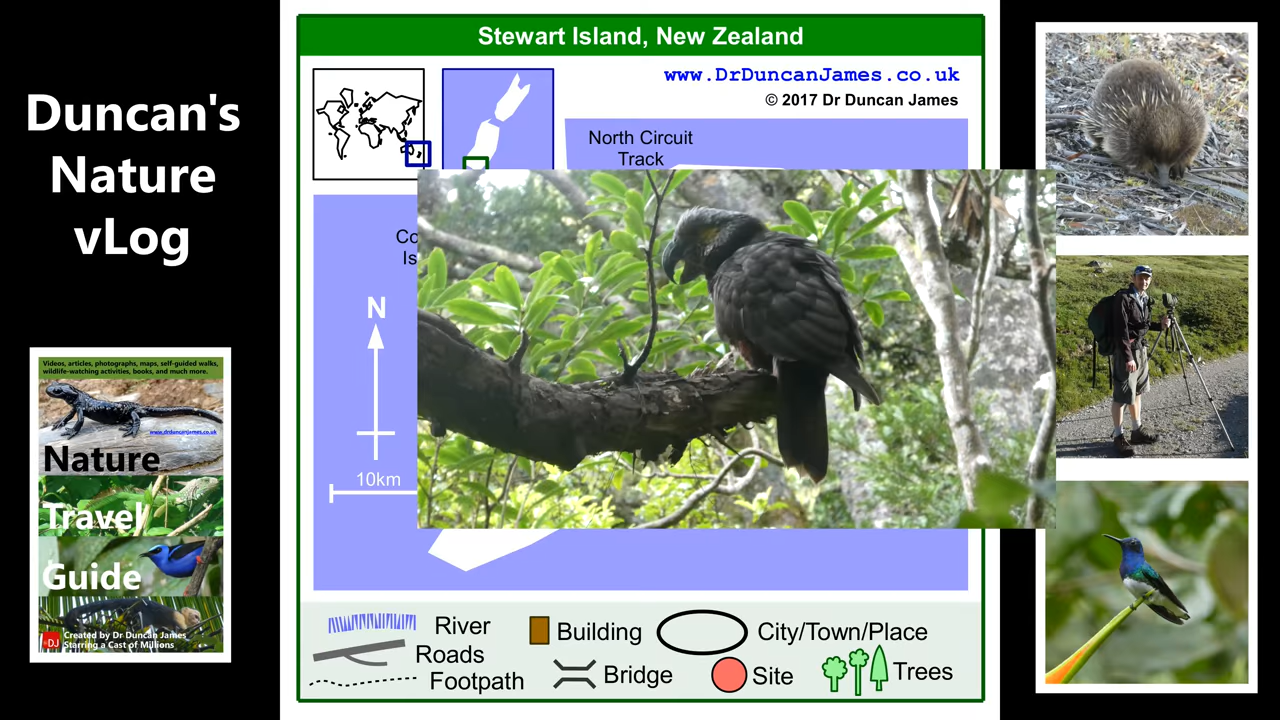 Duncan's
Nature
vLog
Videos, articles, photographs, maps, self-guided walks,
wildlife-watching activities, books, and much more.
www.drduncanjames.co.uk
Nature
Travel
Guide
DJ
Created by Dr Duncan James
Starring a Cast of Millions
Stewart Island, New Zealand
www.DrDuncanJames.co.uk
© 2017 Dr Duncan James
North Circuit
Track
Co
Is
N
10km
River
Roads
Footpath
Building
Bridge
City/Town/Place
Site
Trees